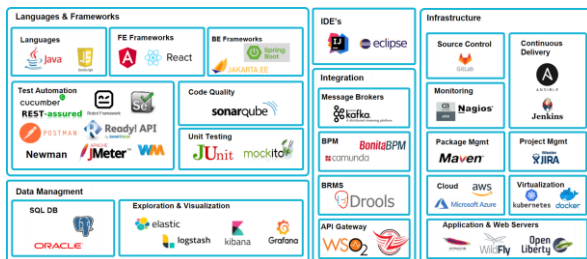 Languages & Frameworks
Languages
Java
JS
JavaScript
FE Frameworks
A
React
BE Frameworks
Spring
Boot
JAKARTA EE
Test Automation
cucumber
REST-assured
Robot Framework
Se
POSTMAN
Ready! API
Newman
APACHE
JMeter
WM
Code Quality
sonarqube
Unit Testing
JUnit
mockito
Data Managment
SQL DB
ORACLE
Exploration & Visualization
elastic
logstash
kibana
Grafana
IDE's
IJ
eclipse
Integration
Message Brokers
kafka
BPM
BonitaBPM
camunda
BRMS
Drools
API Gateway
WSO2
Infrastructure
Source Control
GitLab
Continuous
Delivery
A
ANSIBLE
Jenkins
Monitoring
Nagios
Package Mgmt
Maven
Project Mgmt
JIRA
Cloud
aws
Microsoft Azure
Virtualization
kubernetes
docker
Application & Web Servers
WildFly
Open
Liberty